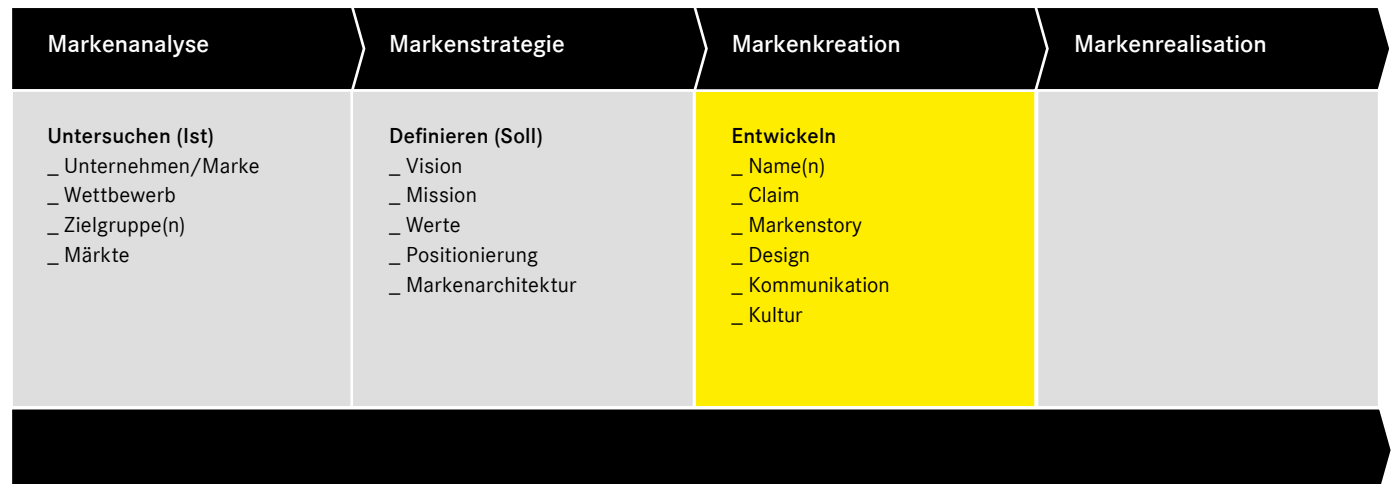 Markenanalyse
Markenstrategie
Markenkreation
Markenrealisation
Untersuchen (Ist)
_ Unternehmen/Marke
_ Wettbewerb
_ Zielgruppe(n)
_ Märkte
Definieren (Soll)
_ Vision
_ Mission
_ Werte
_ Positionierung
_ Markenarchitektur
Entwickeln
_ Name(n)
_ Claim
_ Markenstory
_ Design
_ Kommunikation
_ Kultur